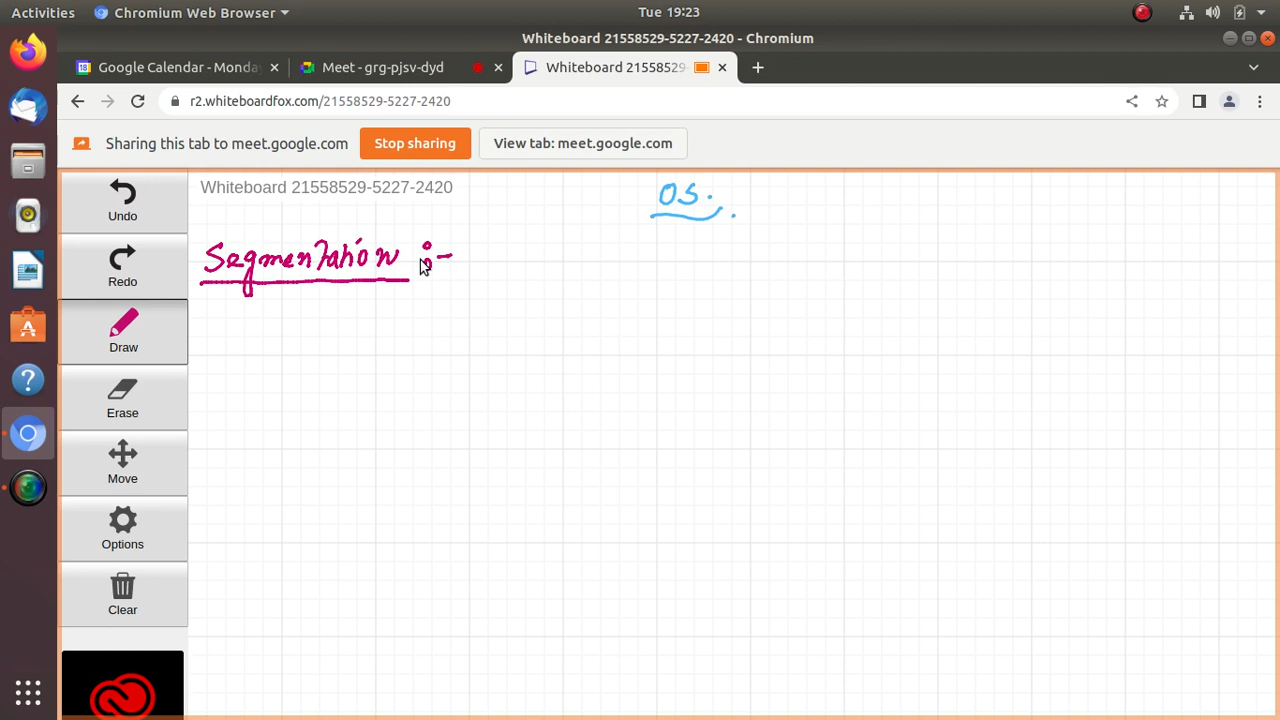 Activities Chromium Web Browser Tue 19:23
Whiteboard 21558529-5227-2420 - Chromium
18 Google Calendar - Monday Meet - grg-pjsv-dyd Whiteboard 21558529-
r2.whiteboardfox.com/21558529-5227-2420
Sharing this tab to meet.google.com Stop sharing View tab: meet.google.com
Whiteboard 21558529-5227-2420
OS.
Segmentation :-
Undo
Redo
Draw
Erase
Move
Options
Clear